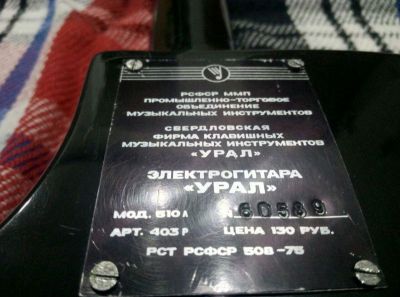 РСФСР ММП
ПРОМЫШЛЕННО-ТОРГОВОЕ
ОБЪЕДИНЕНИЕ
МУЗЫКАЛЬНЫХ ИНСТРУМЕНТОВ
СВЕРДЛОВСКАЯ
ФИРМА КЛАВИШНЫХ
МУЗЫКАЛЬНЫХ ИНСТРУМЕНТОВ
«УРАЛ»
ЭЛЕКТРОГИТАРА
«УРАЛ»
МОД. 510 Л № 60589
АРТ. 403 Р ЦЕНА 130 РУБ.
РСТ РСФСР 508-75